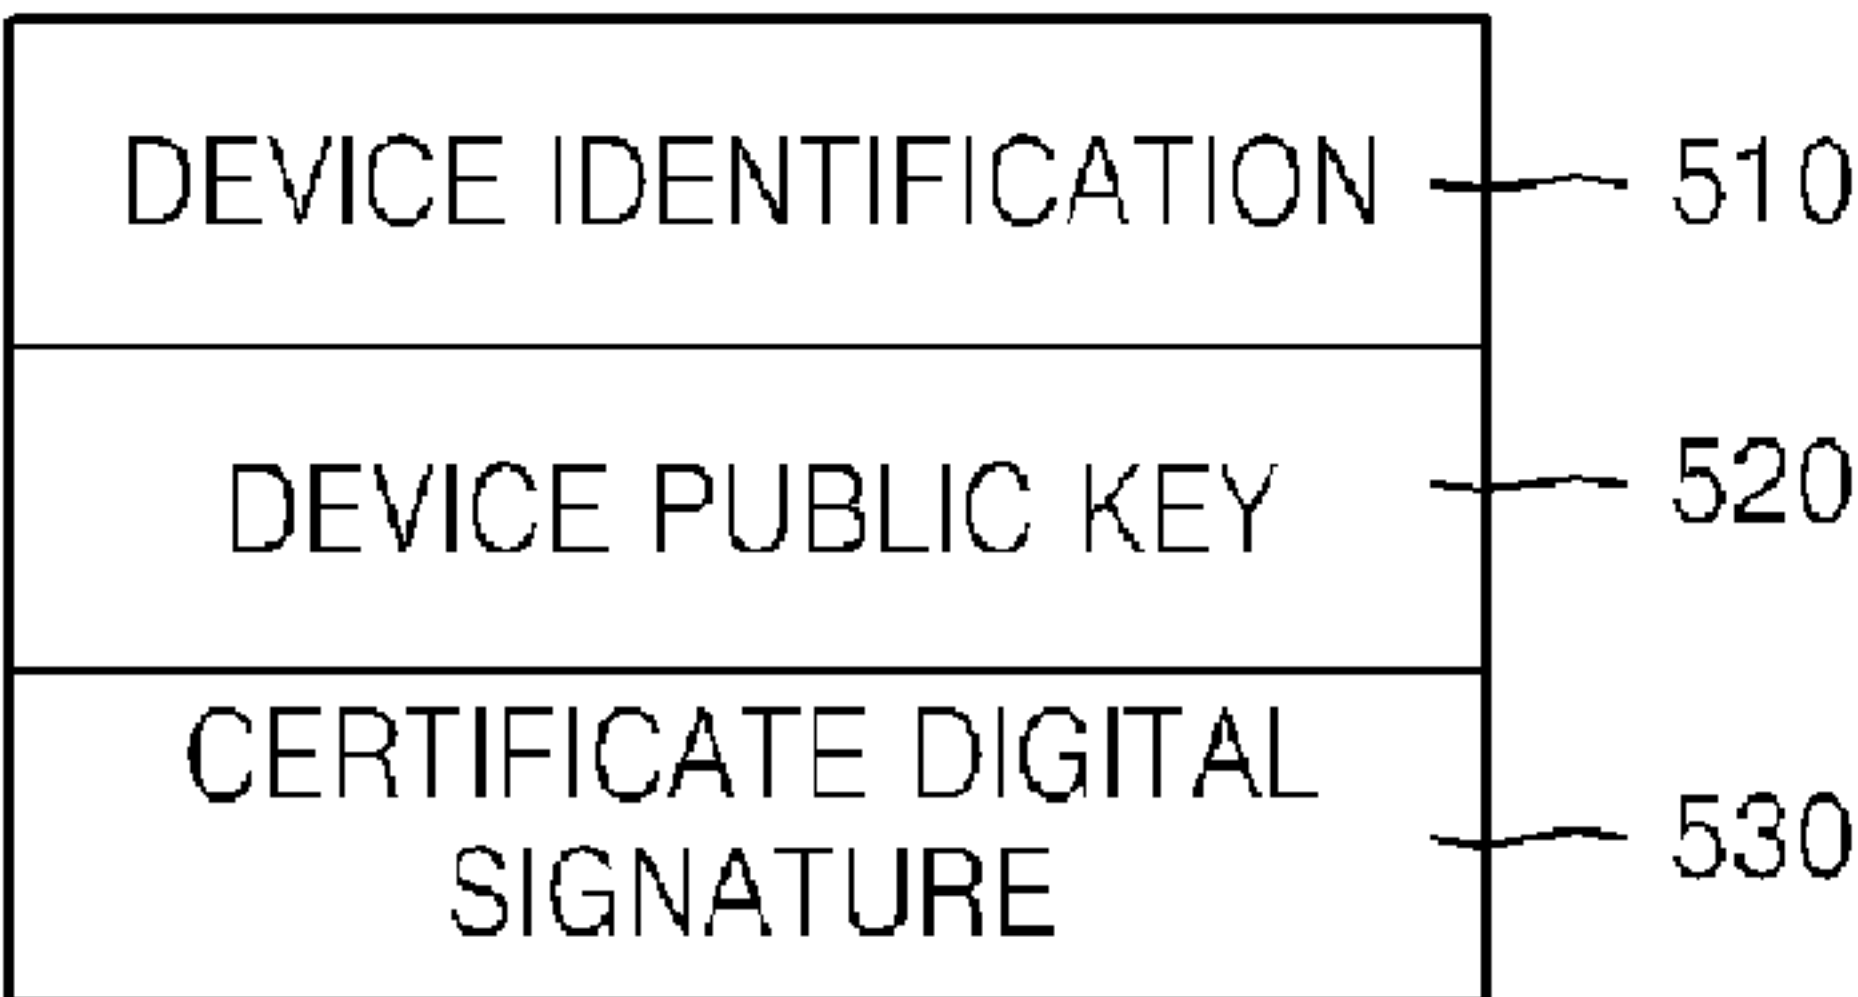 DEVICE IDENTIFICATION 510
DEVICE PUBLIC KEY 520
CERTIFICATE DIGITAL
SIGNATURE
530